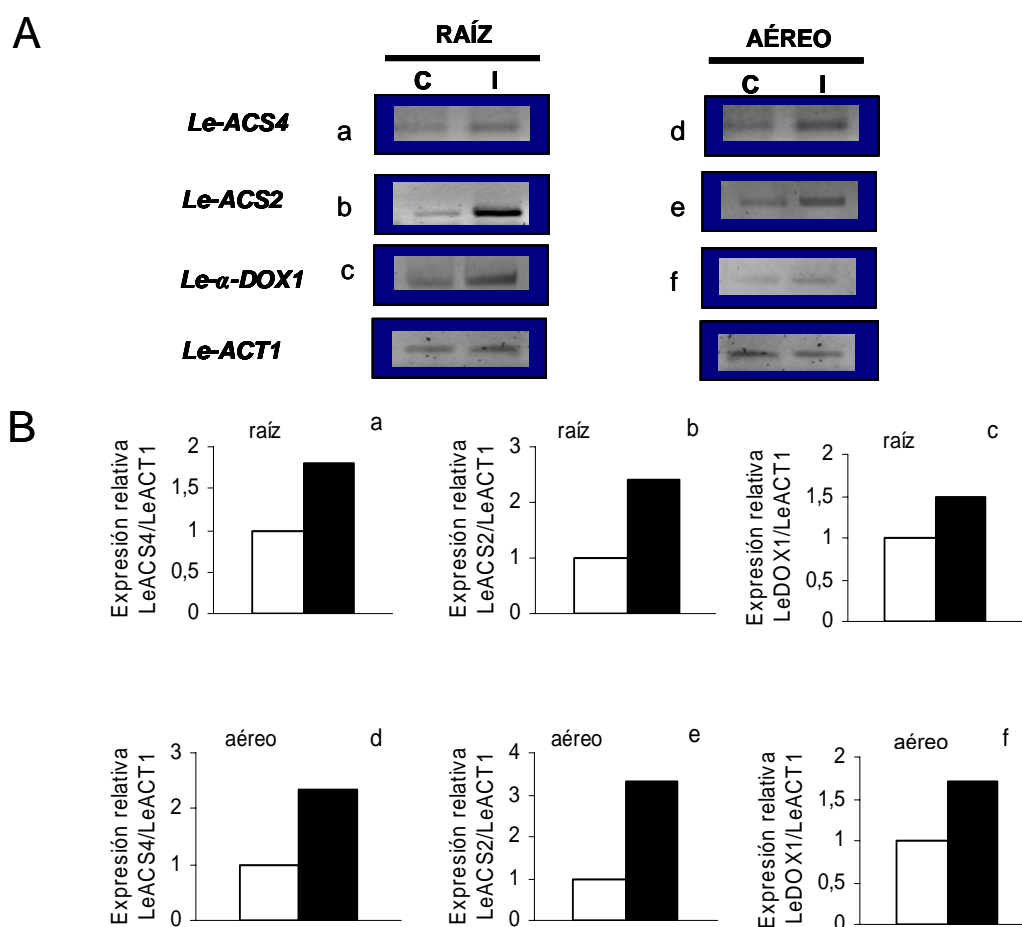 A
RAÍZ
AÉREO
C I
C I
Le-ACS4 a d
Le-ACS2 b e
Le-α-DOX1 c f
Le-ACT1
B
raíz a
Expresión relativa
LeACS4/LeACT1
2
1,5
1
0,5
0
raíz b
Expresión relativa
LeACS2/LeACT1
3
2
1
0
raíz c
Expresión relativa
LeDOX1/LeACT1
2
1,5
1
0,5
0
aéreo d
Expresión relativa
LeACS4/LeACT1
3
2
1
0
aéreo e
Expresión relativa
LeACS2/LeACT1
4
3
2
1
0
aéreo f
Expresión relativa
LeDOX1/LeACT1
2
1,5
1
0,5
0